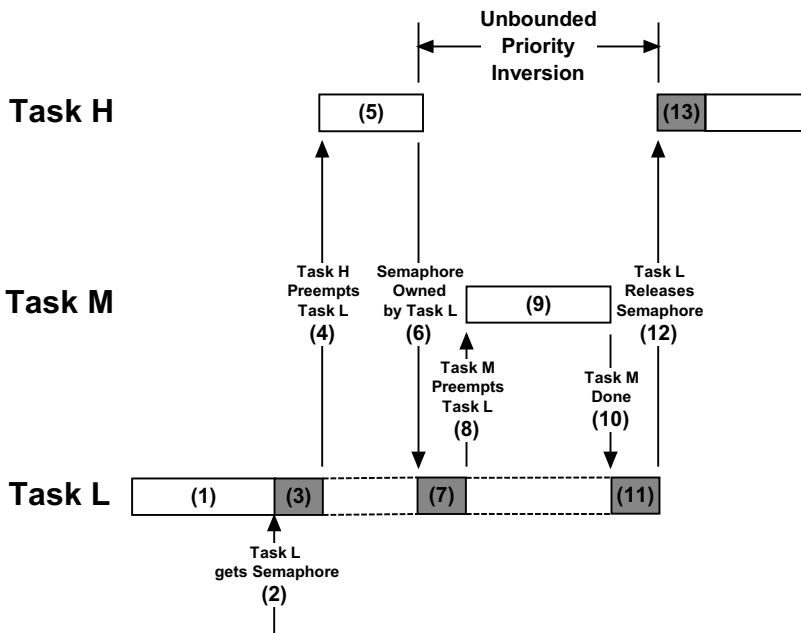 Unbounded
Priority
Inversion
Task H
(5)
(13)
Task H
Preempts
Task L
(4)
Semaphore
Owned
by Task L
(6)
Task L
Releases
Semaphore
(12)
Task M
(9)
Task M
Preempts
Task L
(8)
Task M
Done
(10)
Task L
(1)
(3)
(7)
(11)
Task L
gets Semaphore
(2)